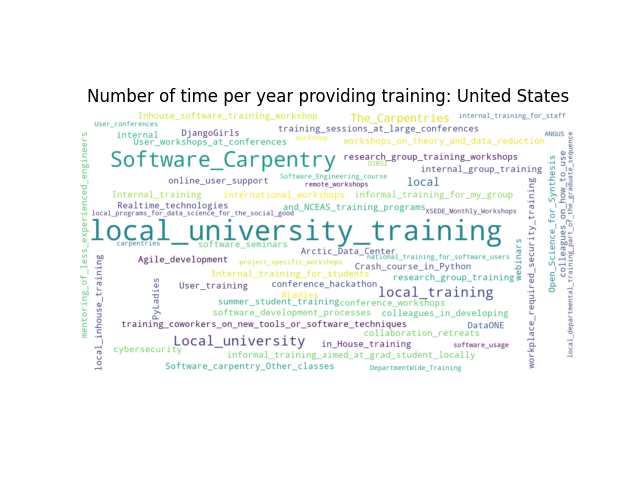 Number of time per year providing training: United States
Inhouse_software_training_workshop
The_Carpentries
internal_training_for_staff
User_conferences
training_sessions_at_large_conferences
internal
DjangoGirls
workshop
ANGUS
User_workshops_at_conferences
workshops_on_theory_and_data_reduction
Software_Carpentry
research_group_training_workshops
DIBSI
internal_group_training
Software_Engineering_course
online_user_support
remote_workshops
local
Internal_training
international_workshops
informal_training_for_my_group
Realtime_technologies
and_NCEAS_training_programs
XSEDE_Monthly_Workshops
local_programs_for_data_science_for_the_social_good
local_university_training
carpentries
software_seminars
Arctic_Data_Center
national_training_for_software_users
Agile_development
project_specific_workshops
Crash_course_in_Python
Internal_training_for_students
research_group_training
User_training
conference_hackathon
RLadies
local_training
summer_student_training
conference_workshops
software_development_processes
colleagues_in_developing
training_coworkers_on_new_tools_or_software_techniques
DataONE
collaboration_retreats
Local_university
in_House_training
software_usage
cybersecurity
informal_training_aimed_at_grad_student_locally
Software_carpentry_Other_classes
DepartmentWide_Training
mentoring_of_less_experienced_engineers
local_inhouse_training
PyLadies
webinars
workplace_required_security_training
Open_Science_for_Synthesis
colleagues_on_how_to_use
local_departmental_training_part_of_the_graduate_sequence